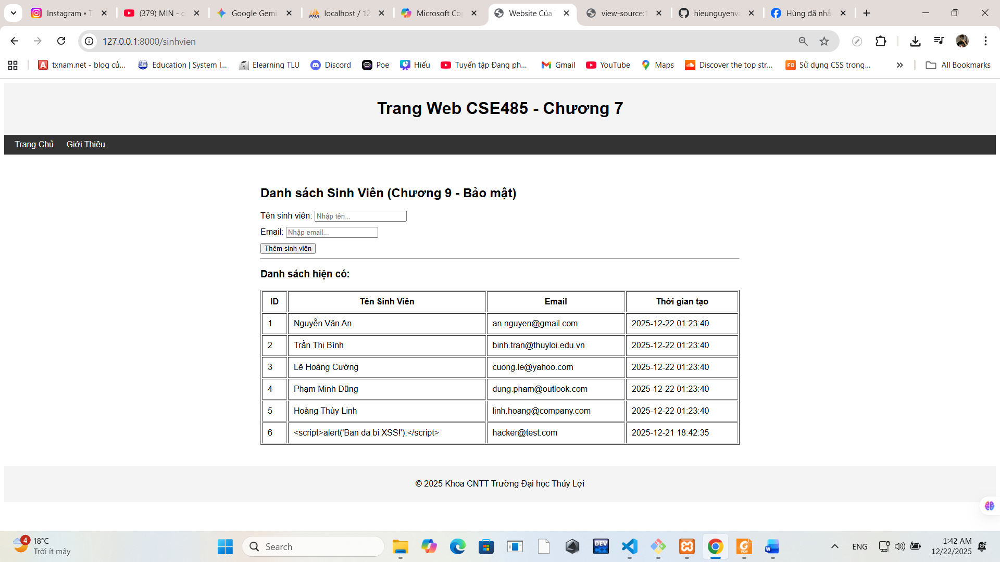 Instagram • T
(379) MIN - c
Google Gemi
localhost / 12
Microsoft Co
Website Của
view-source:1
hieunguyenva
Hùng đã nhắ
127.0.0.1:8000/sinhvien
txnam.net - blog củ...
Education | System I...
Elearning TLU
Discord
Poe
Hiếu
Tuyển tập Đang ph...
Gmail
YouTube
Maps
Discover the top str...
F8
Sử dụng CSS trong...
All Bookmarks
Trang Web CSE485 - Chương 7
Trang Chủ Giới Thiệu
Danh sách Sinh Viên (Chương 9 - Bảo mật)
Tên sinh viên: Nhập tên...
Email: Nhập email...
Thêm sinh viên
Danh sách hiện có:
ID Tên Sinh Viên Email Thời gian tạo
1 Nguyễn Văn An an.nguyen@gmail.com 2025-12-22 01:23:40
2 Trần Thị Bình binh.tran@thuyloi.edu.vn 2025-12-22 01:23:40
3 Lê Hoàng Cường cuong.le@yahoo.com 2025-12-22 01:23:40
4 Phạm Minh Dũng dung.pham@outlook.com 2025-12-22 01:23:40
5 Hoàng Thùy Linh linh.hoang@company.com 2025-12-22 01:23:40
6 <script>alert('Ban da bi XSS!');</script> hacker@test.com 2025-12-21 18:42:35
© 2025 Khoa CNTT Trường Đại học Thủy Lợi
4
18°C
Trời ít mây
Search
DEV
C++
PDF
ENG
1:42 AM
12/22/2025